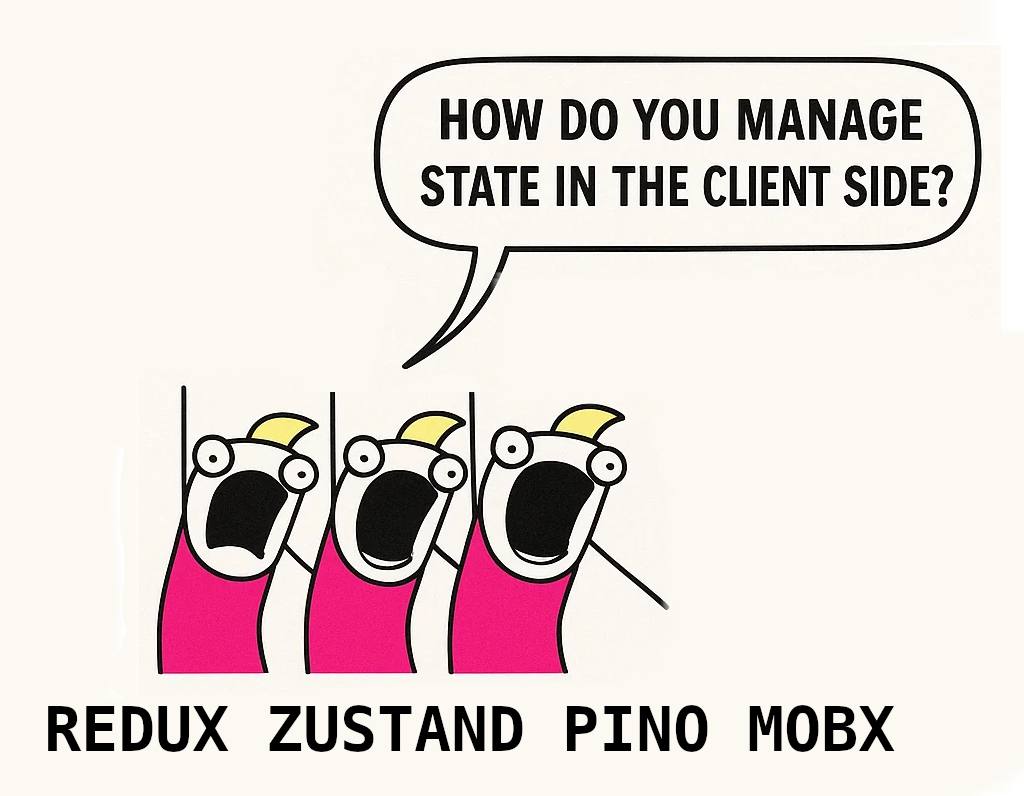 HOW DO YOU MANAGE
STATE IN THE CLIENT SIDE?
REDUX ZUSTAND PINO MOBX